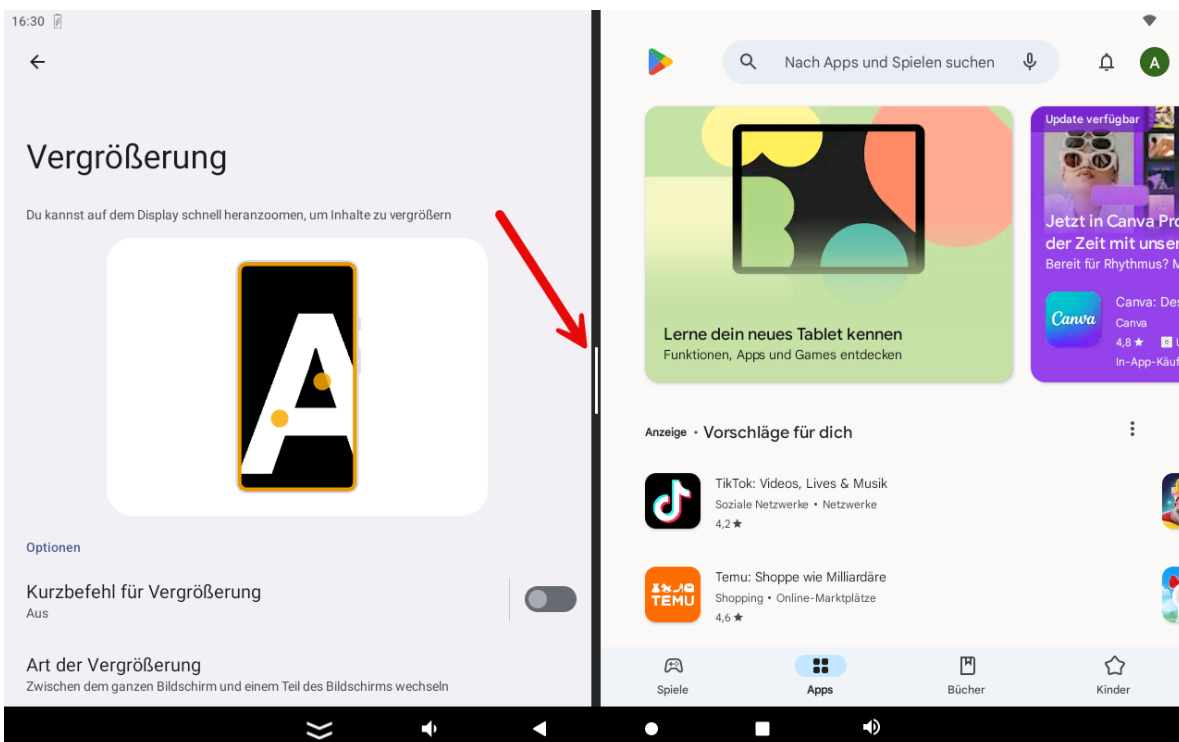 16:30
Vergrößerung
Du kannst auf dem Display schnell heranzoomen, um Inhalte zu vergrößern
A
Optionen
Kurzbefehl für Vergrößerung
Aus
Art der Vergrößerung
Zwischen dem ganzen Bildschirm und einem Teil des Bildschirms wechseln
Nach Apps und Spielen suchen
A
Lerne dein neues Tablet kennen
Funktionen, Apps und Games entdecken
Update verfügbar
Jetzt in Canva Pro
der Zeit mit
Bereit für Rhythmus?
Canva
Canva:
Canva
4,8 ★
In-App-Käuf
Anzeige • Vorschläge für dich
TikTok: Videos, Lives & Musik
Soziale Netzwerke • Netzwerke
4,2 ★
TEMU
Temu: Shoppe wie Milliardäre
Shopping • Online-Marktplätze
4,6 ★
Spiele
Apps
Bücher
Kinder